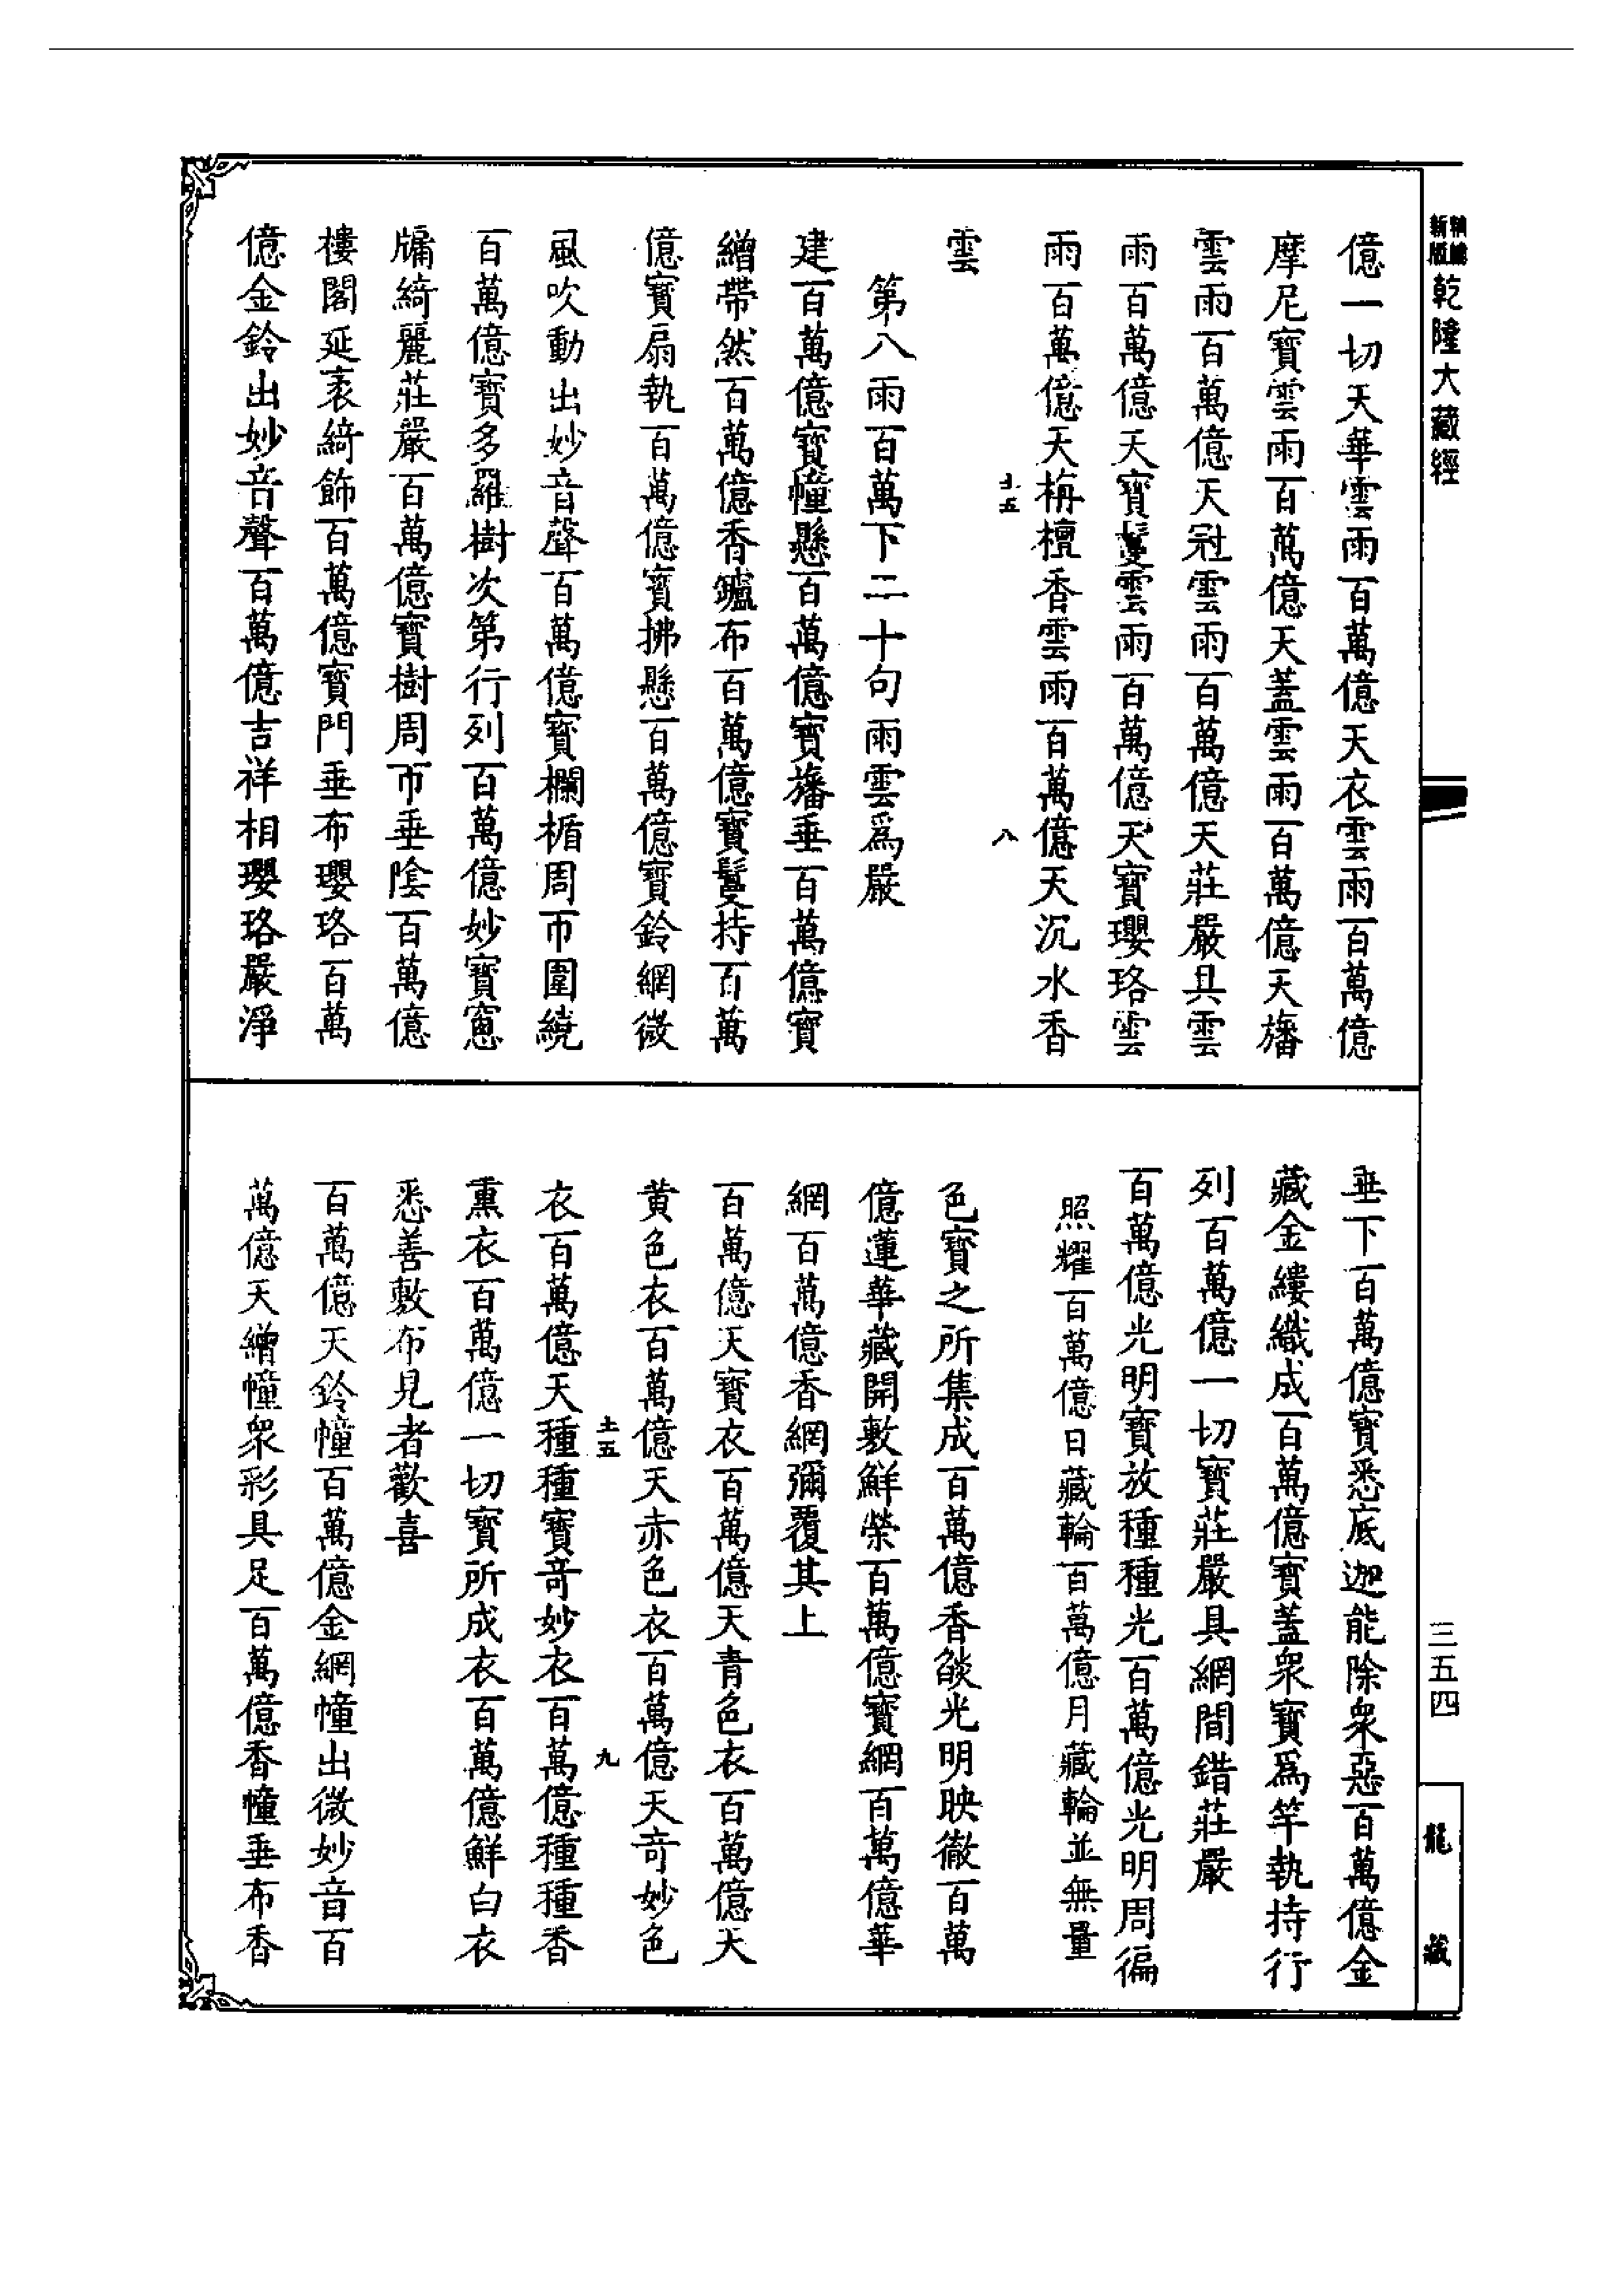 精編
新版
乾隆大藏經
億一切天華雲雨百萬億天衣雲雨百萬億
摩尼寶雲雨百萬億天蓋雲雨百萬億天旛
雲雨百萬億天冠雲雨百萬億天莊嚴具雲
雨百萬億天寶鬘雲雨百萬億天寶瓔珞雲
雨百萬億天栴檀香雲雨百萬億天沉水香
十五 八
雲
第八雨百萬下二十句雨雲爲嚴
建百萬億寶幢懸百萬億寶旛垂百萬億寶
繒帶然百萬億香鑪布百萬億寶鬘持百萬
億寶扇執百萬億寶拂懸百萬億寶鈴網微
風吹動出妙音聲百萬億寶欄楯周帀圍繞
百萬億寶多羅樹次第行列百萬億妙寶窻
牖綺麗莊嚴百萬億寶樹周帀垂陰百萬億
樓閣延袤綺飾百萬億寶門垂布瓔珞百萬
億金鈴出妙音聲百萬億吉祥相瓔珞嚴淨
垂下百萬億寶悉底迦能除衆惡百萬億金
藏金縷織成百萬億寶蓋衆寶爲竿執持行
列百萬億一切寶莊嚴具網間錯莊嚴
百萬億光明寶放種種光百萬億光明周徧
照耀百萬億日藏輪百萬億月藏輪並無量
色寶之所集成百萬億香燄光明映徹百萬
億蓮華藏開敷鮮榮百萬億寶網百萬億華
網百萬億香網彌覆其上
百萬億天寶衣百萬億天青色衣百萬億天
黄色衣百萬億天赤色衣百萬億天奇妙色
十五 九
衣百萬億天種種寶奇妙衣百萬億種種香
熏衣百萬億一切寶所成衣百萬億鮮白衣
悉善敷布見者歡喜
百萬億天鈴幢百萬億金網幢出微妙音百
萬億天繒幢衆彩具足百萬億香幢垂布香
三五四
龍藏